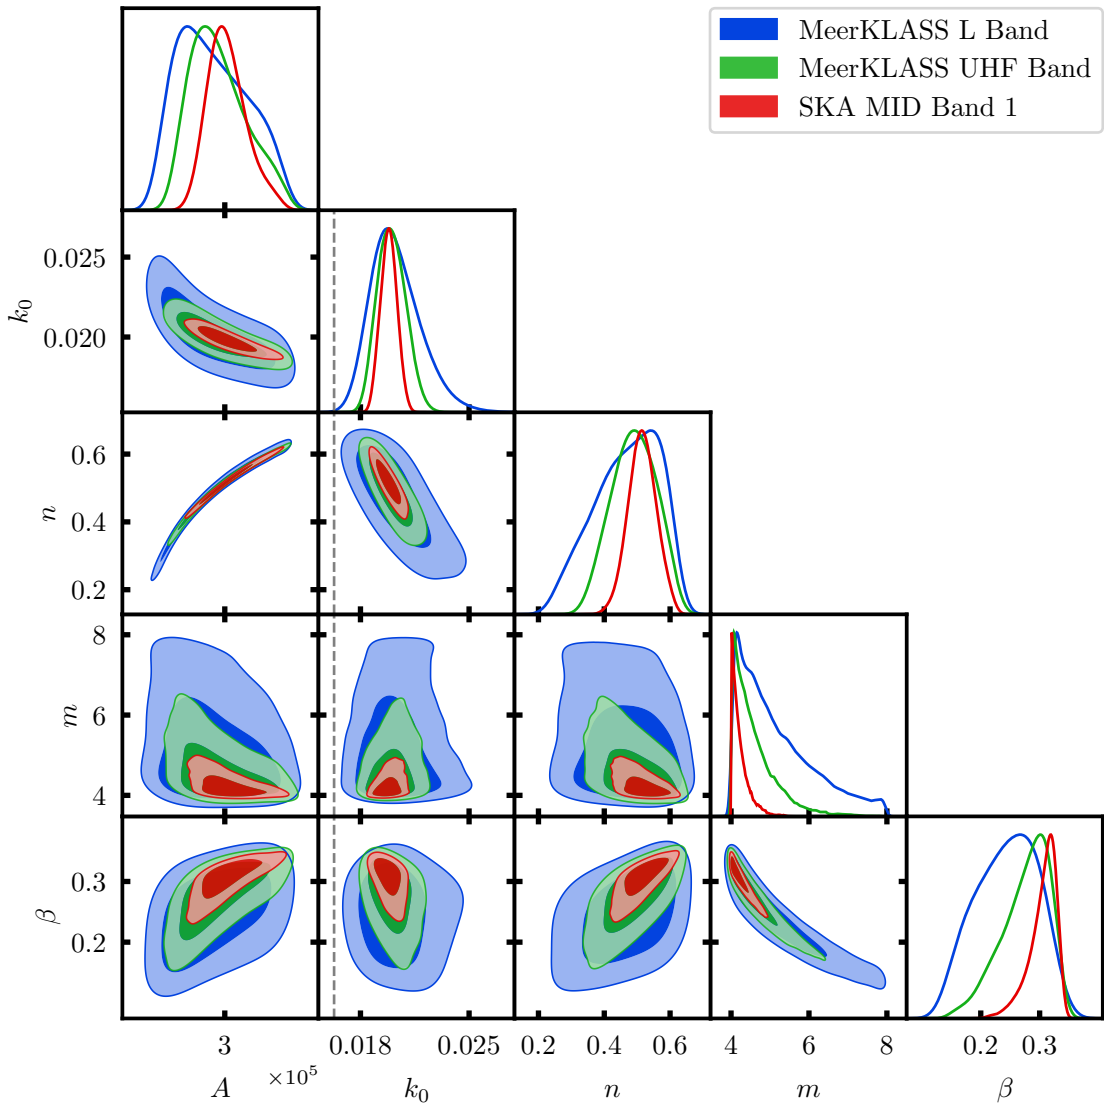 MeerKLASS L Band
MeerKLASS UHF Band
SKA MID Band 1
0.025
0.020
k₀
0.6
0.4
0.2
n
8
6
4
m
0.3
0.2
β
3
×10⁵
A
0.018 0.025
k₀
0.2 0.4 0.6
n
4 6 8
m
0.2 0.3
β